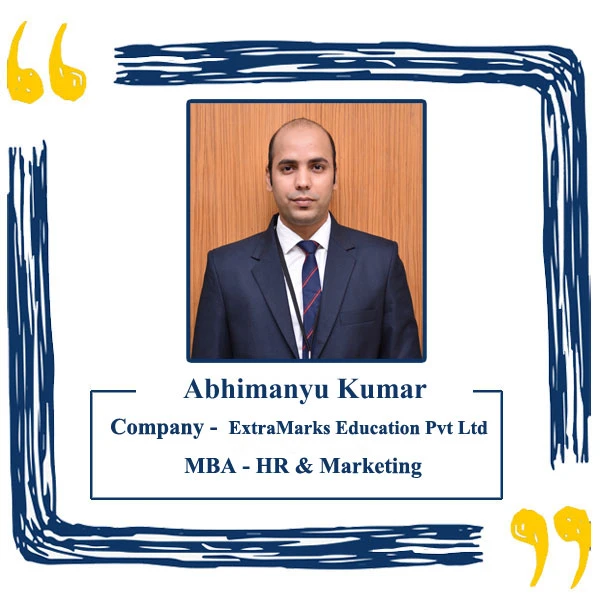 Abhimanyu Kumar
Company - ExtraMarks Education Pvt Ltd
MBA - HR & Marketing